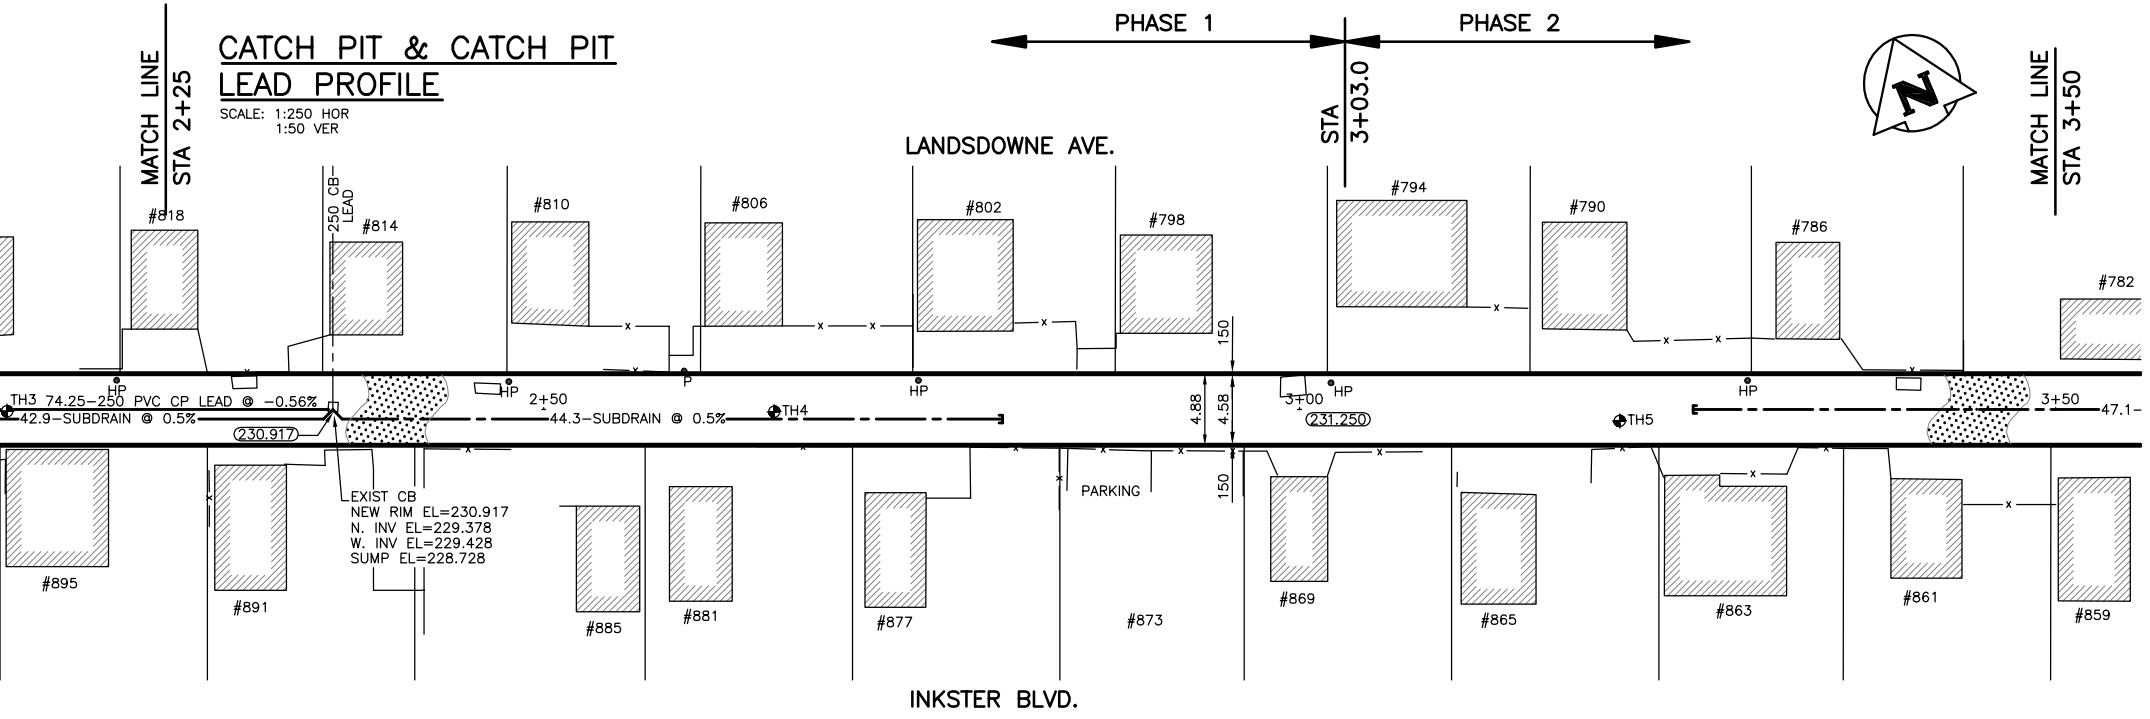 PHASE 1
PHASE 2
CATCH PIT & CATCH PIT
LEAD PROFILE
SCALE: 1:250 HOR
1:50 VER
MATCH LINE
STA 2+25
STA
3+03.0
N
MATCH LINE
STA 3+50
LANDSDOWNE AVE.
250 CB
LEAD
#818
#814
#810
#806
#802
#798
#794
#790
#786
#782
150
HP
HP
P
HP
HP
HP
TH3
74.25-250 PVC CP LEAD @ -0.56%
42.9-SUBDRAIN @ 0.5%
230.917
2+50
44.3-SUBDRAIN @ 0.5%
TH4
4.88
4.58
3+00
231.250
TH5
3+50
47.1-
150
PARKING
EXIST CB
NEW RIM EL=230.917
N. INV EL=229.378
W. INV EL=229.428
SUMP EL=228.728
#895
#891
#885
#881
#877
#873
#869
#865
#863
#861
#859
INKSTER BLVD.